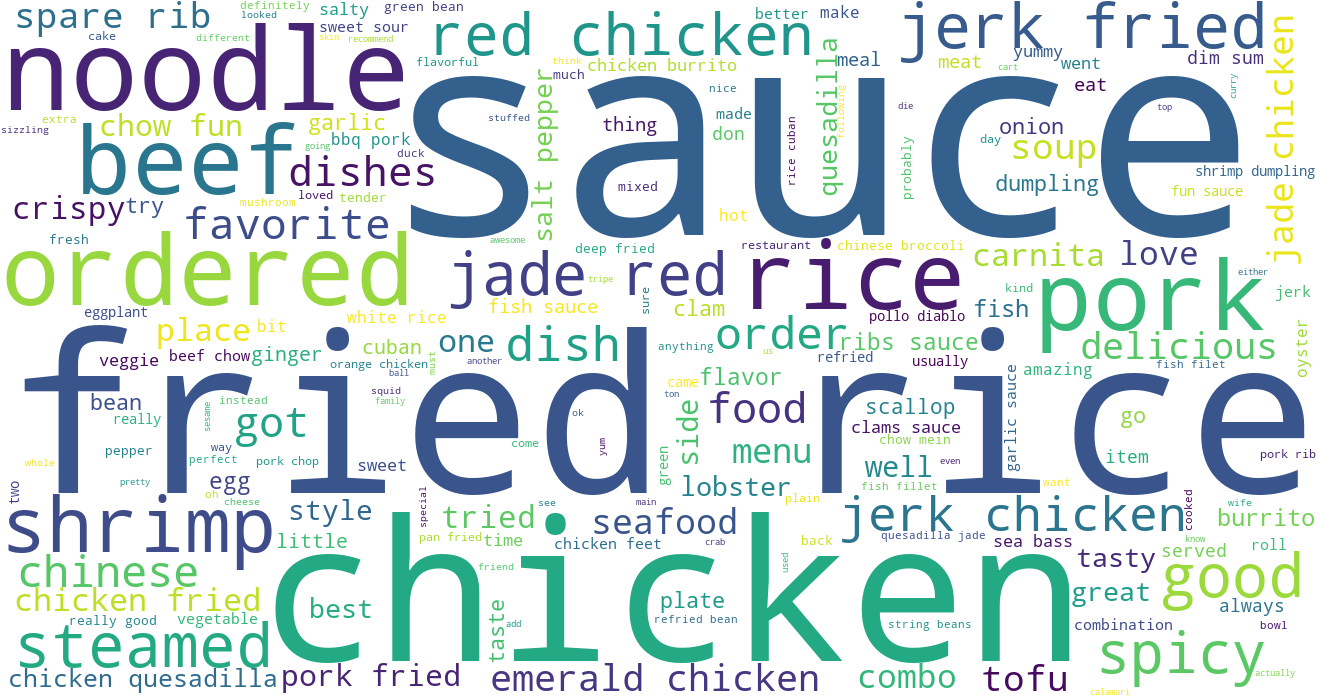 spare rib
definitely
looked
cake
different
salty
green bean
sweet sour
skin
recommend
noodle
red chicken
better
make
jerk fried
yummy
dim sum
flavorful
think
much
chicken burrito
meal
meat
went
cart
eat
curry
jade chicken
quesadilla
following
nice
die
top
sauce
extra
sizzling
chow fun
garlic
bbq pork
going
duck
stuffed
salt pepper
thing
made
don
rice cuban
onion
day
soup
probably
beef
dishes
dumpling
shrimp dumpling
fun sauce
mixed
crispy
try
mushroom
loved
tender
favorite
hot
fresh
awesome
deep fried
restaurant
chinese broccoli
carnita
love
ordered
jade red
tripe
sure
rice
kind
either
pork
jerk
eggplant
fish sauce
clam
pollo diablo
fish
place
bit
white rice
cuban
one
dish
order
ribs sauce
delicious
oyster
veggie
beef chow
ginger
orange chicken
must
another
anything
us
refried
usually
amazing
fish filet
fried rice
bean
ball
squid
family
came
flavor
ton
garlic sauce
instead
sesame
really
got
ok
side
food
scallop
clams sauce
go
pepper
way
perfect
pork chop
come
yum
green
menu
chow mein
even
item
pork rib
whole
sweet
well
pretty
egg
two
oh
cheese
special
see
main
lobster
plain
fish fillet
want
cooked
wife
shrimp
style
tried
time
pan fried
seafood
crab
jerk chicken
burrito
little
chicken feet
back
quesadilla jade
sea bass
know
served
roll
chinese
friend
used
tasty
good
chicken
chicken fried
best
plate
great
always
really good
vegetable
taste
add
refried bean
string beans
combination
bowl
steamed
spicy
actually
chicken quesadilla
pork fried
emerald chicken
combo
tofu
calamari